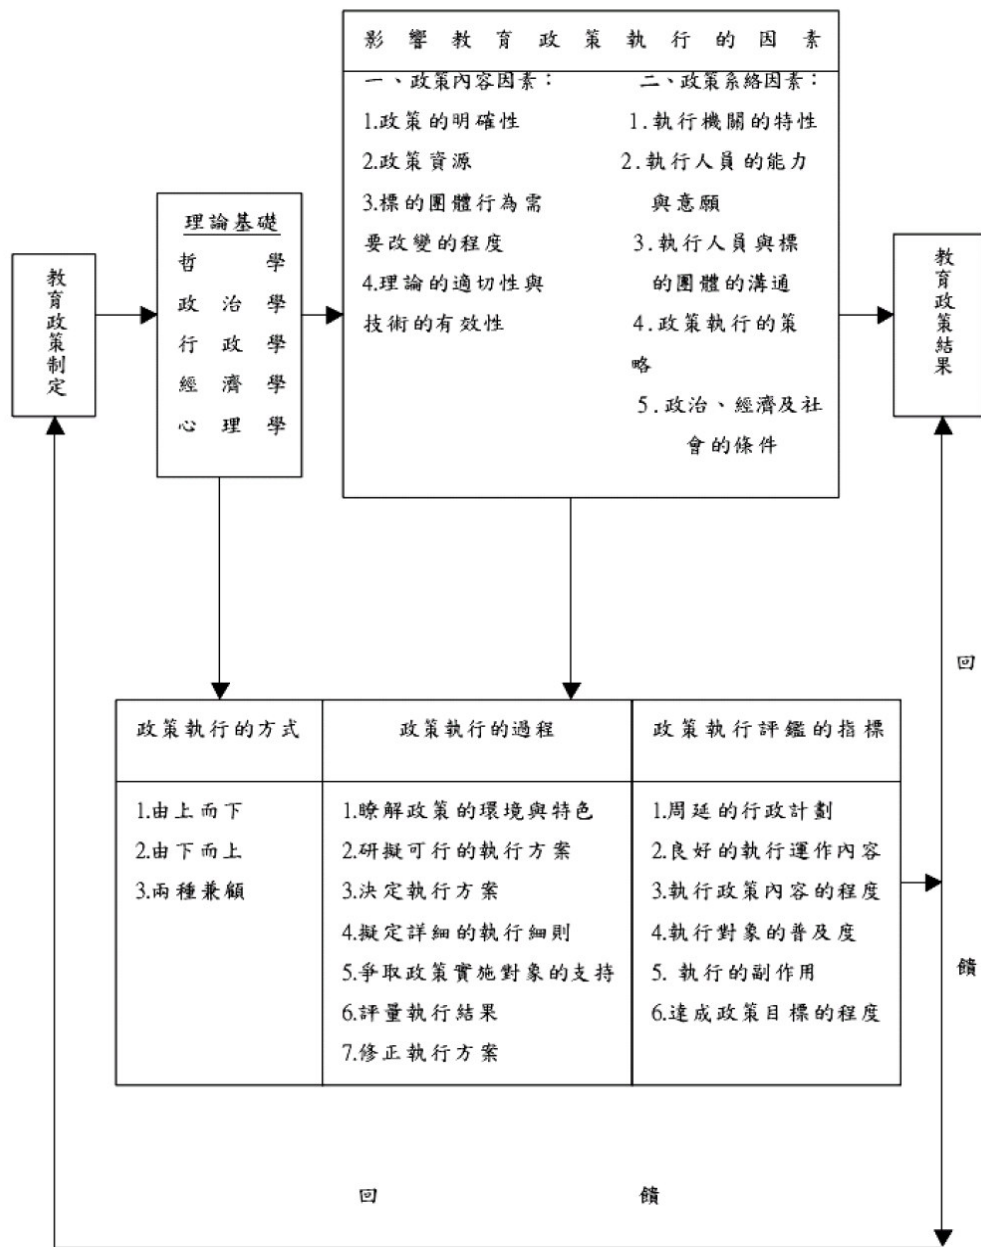 影響教育政策執行的因素
一、政策內容因素：
1.政策的明確性
2.政策資源
3.標的團體行為需
要改變的程度
4.理論的適切性與
技術的有效性
二、政策系絡因素：
1.執行機關的特性
2.執行人員的能力
與意願
3.執行人員與標
的團體的溝通
4.政策執行的策
略
5.政治、經濟及社
會的條件
理論基礎
哲學
政治學
行政學
經濟學
心理學
教育政策制定
教育政策結果
政策執行的方式
1.由上而下
2.由下而上
3.兩種兼顧
政策執行的過程
1.瞭解政策的環境與特色
2.研擬可行的執行方案
3.決定執行方案
4.擬定詳細的執行細則
5.爭取政策實施對象的支持
6.評量執行結果
7.修正執行方案
政策執行評鑑的指標
1.周延的行政計劃
2.良好的執行運作內容
3.執行政策內容的程度
4.執行對象的普及度
5. 執行的副作用
6.達成政策目標的程度
回饋
回饋